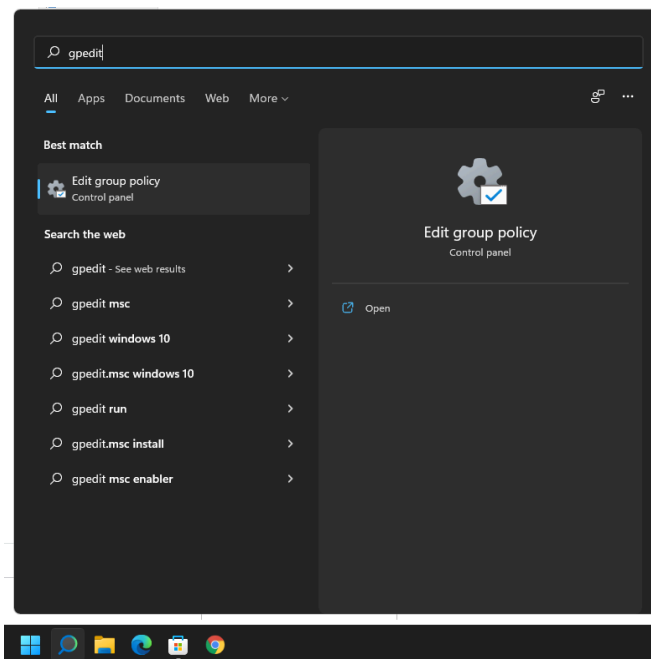 gpedit
All Apps Documents Web More
Best match
Edit group policy
Control panel
Search the web
gpedit - See web results
gpedit msc
gpedit windows 10
gpedit.msc windows 10
gpedit run
gpedit.msc install
gpedit msc enabler
Edit group policy
Control panel
Open